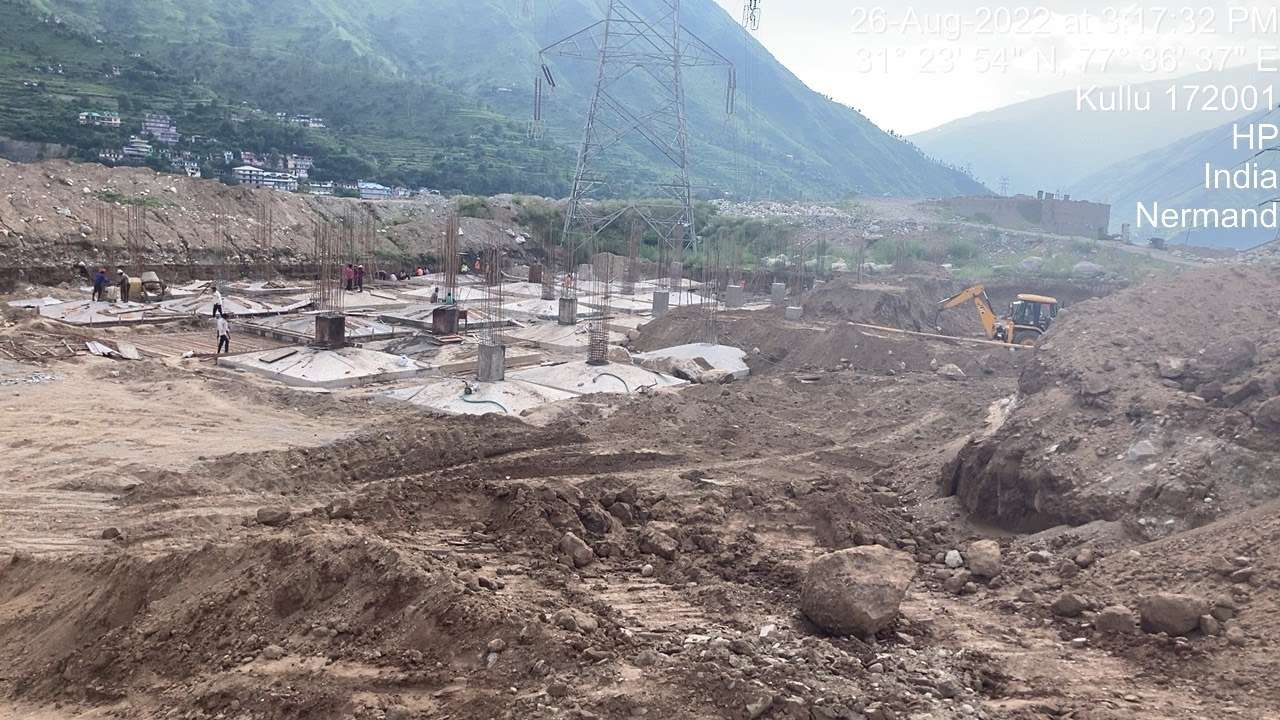 26-Aug-2022 at 3:17:32 PM
31° 23' 54" N, 77° 36' 37" E
Kullu 172001
HP
India
Nermand